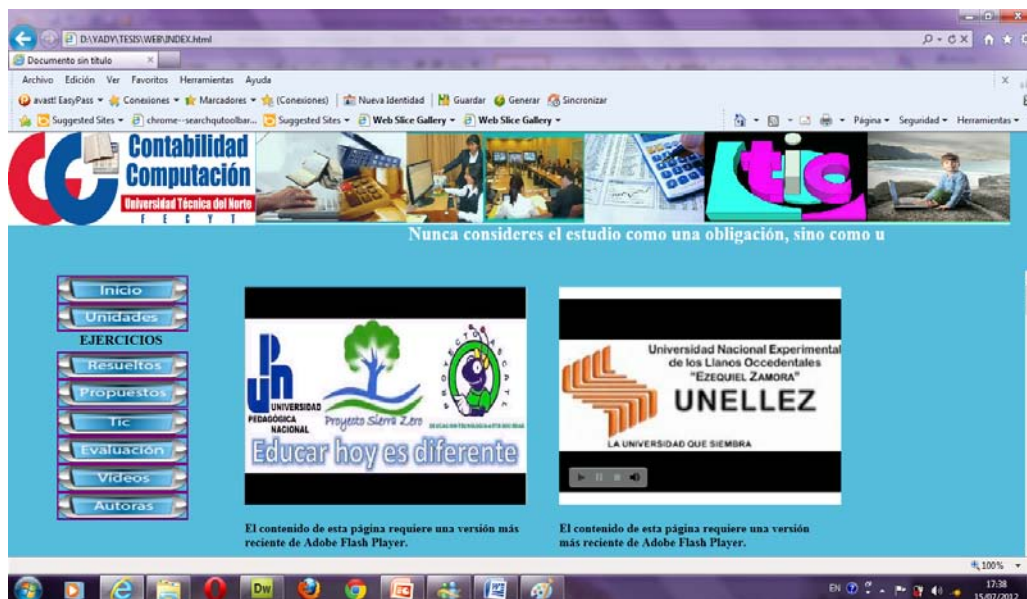 D:\YADY\TESIS\WEB\INDEX.html
Documento sin título
Archivo Edición Ver Favoritos Herramientas Ayuda
avast! EasyPass Conexiones Marcadores (Conexiones) Nueva Identidad Guardar Generar Sincronizar
Suggested Sites chrome--searchqutoolbar... Suggested Sites Web Slice Gallery Web Slice Gallery Página Seguridad Herramientas
Contabilidad
Computación
Universidad Técnica del Norte
F E C Y T
tic
Nunca consideres el estudio como una obligación, sino como u
Inicio
Unidades
EJERCICIOS
Resueltos
Propuestos
Tic
Evaluación
Videos
Autoras
UNIVERSIDAD
PEDAGÓGICA
NACIONAL
Proyecto Sierra Zero
Educar hoy es diferente
El contenido de esta página requiere una versión más
reciente de Adobe Flash Player.
Universidad Nacional Experimental
de los Llanos Occedentales
"EZEQUIEL ZAMORA"
UNELLEZ
LA UNIVERSIDAD QUE SIEMBRA
El contenido de esta página requiere una versión
más reciente de Adobe Flash Player.
100%
Dw
EN
17:38
15/07/2012